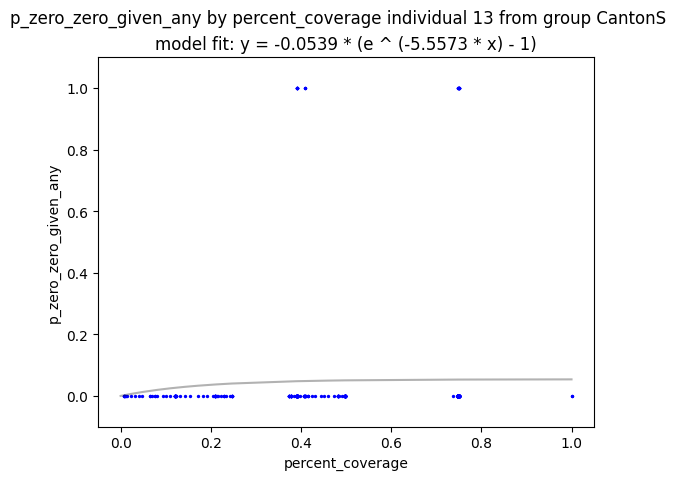 p_zero_zero_given_any by percent_coverage individual 13 from group CantonS
model fit: y = -0.0539 * (e ^ (-5.5573 * x) - 1)
1.0
0.8
0.6
0.4
0.2
0.0
p_zero_zero_given_any
0.0 0.2 0.4 0.6 0.8 1.0
percent_coverage